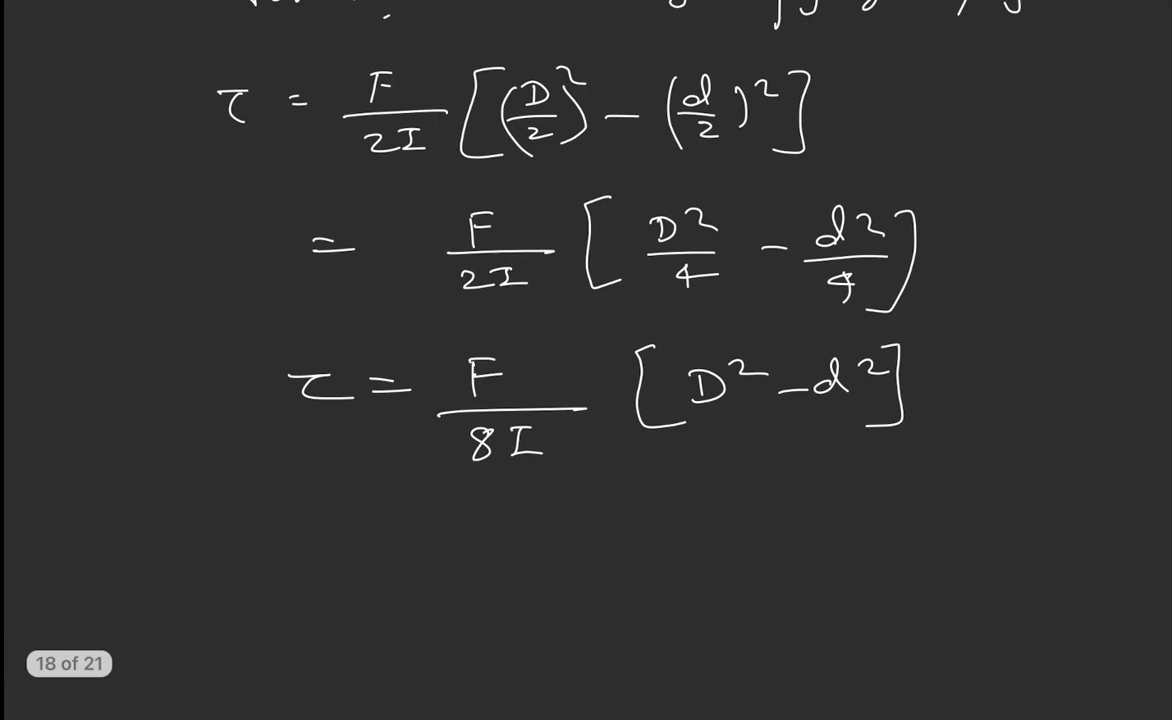 τ = F/2I [(D/2)² - (d/2)²]
= F/2I [D²/4 - d²/4]
τ = F/8I [D² - d²]
18 of 21